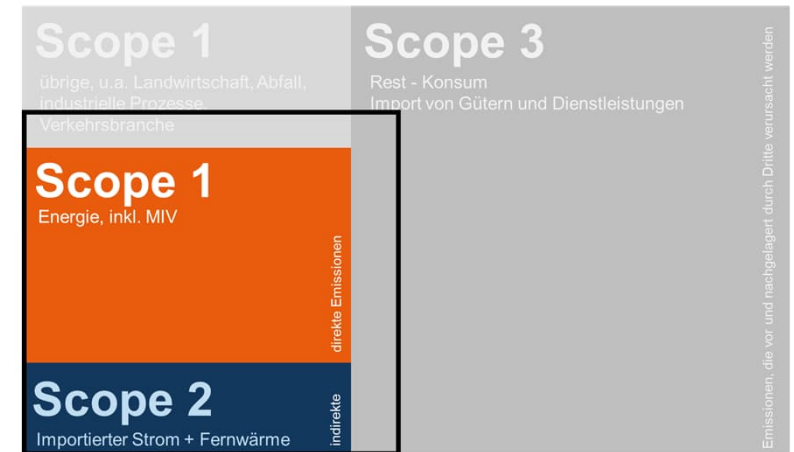 Scope 1
übrige, u.a. Landwirtschaft, Abfall,
industrielle Prozesse,
Verkehrsbranche
Scope 1
Energie, inkl. MIV
direkte Emissionen
Scope 2
Importierter Strom + Fernwärme
indirekte
Scope 3
Rest - Konsum
Import von Gütern und Dienstleistungen
Emissionen, die vor und nachgelagert durch Dritte verursacht werden